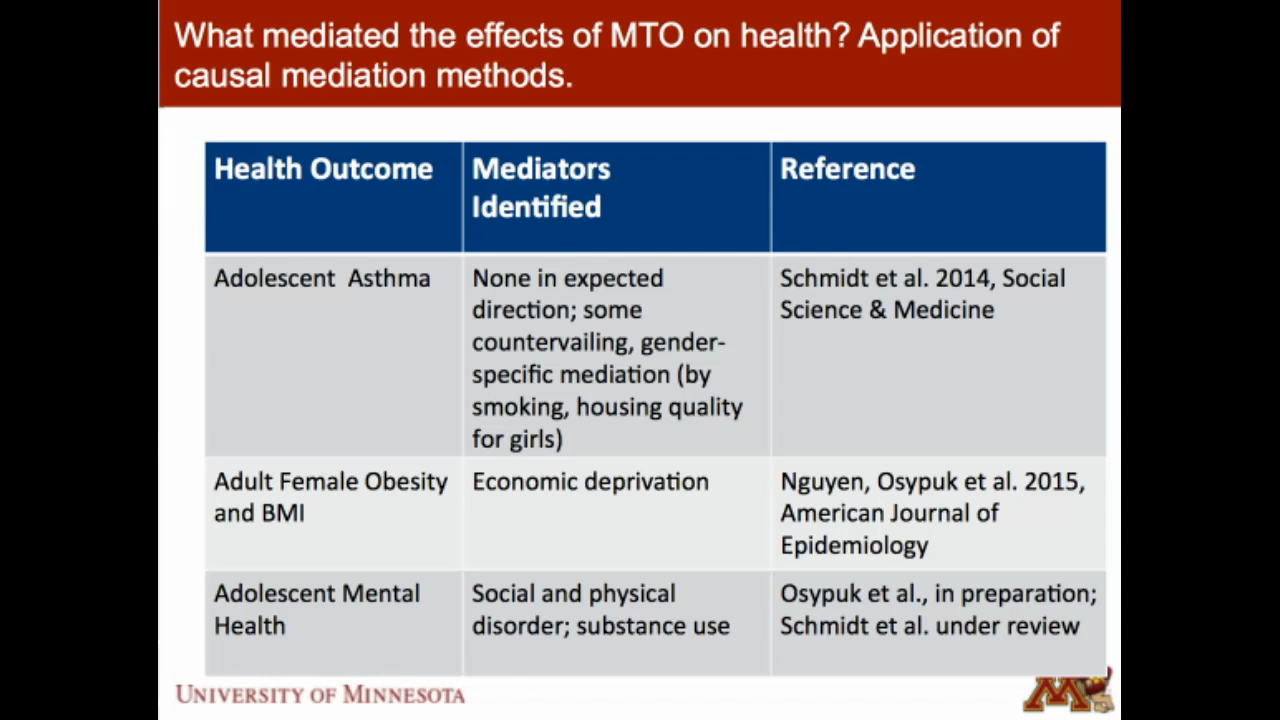 What mediated the effects of MTO on health? Application of
causal mediation methods.
Health Outcome
Mediators
Identified
Reference
Adolescent Asthma
None in expected
direction; some
countervailing, gender-
specific mediation (by
smoking, housing quality
for girls)
Schmidt et al. 2014, Social
Science & Medicine
Adult Female Obesity
and BMI
Economic deprivation
Nguyen, Osypuk et al. 2015,
American Journal of
Epidemiology
Adolescent Mental
Health
Social and physical
disorder; substance use
Osypuk et al., in preparation;
Schmidt et al. under review
UNIVERSITY OF MINNESOTA
M